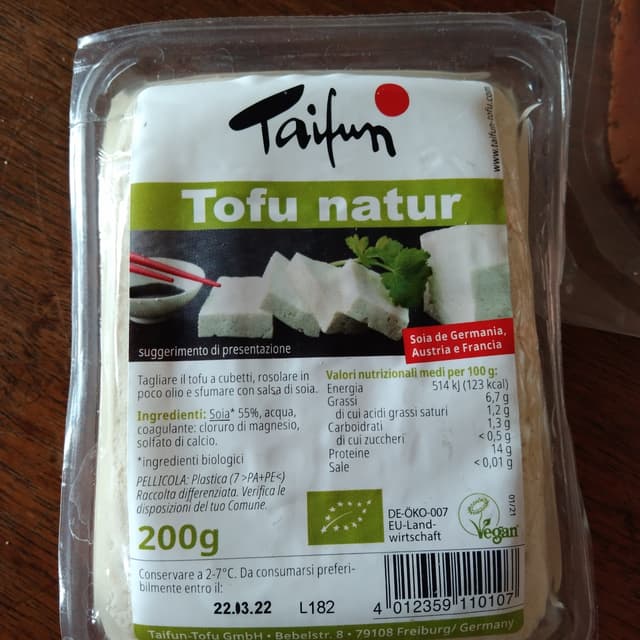 Taifun
www.taifun-tofu.com
Tofu natur
suggerimento di presentazione
Soia de Germania,
Austria e Francia
Tagliare il tofu a cubetti, rosolare in
poco olio e sfumare con salsa di soia.
Ingredienti: Soia* 55%, acqua,
coagulante: cloruro di magnesio,
solfato di calcio.
*ingredienti biologici
PELLICOLA: Plastica (7 >PA+PE<)
Raccolta differenziata. Verifica le
disposizioni del tuo Comune.
200g
Valori nutrizionali medi per 100 g:
Energia 514 kJ (123 kcal)
Grassi 6,7 g
di cui acidi grassi saturi 1,2 g
Carboidrati 1,3 g
di cui zuccheri < 0,5 g
Proteine 14 g
Sale < 0,01 g
DE-ÖKO-007
EU-Land-
wirtschaft
Vegan
01/21
Conservare a 2-7°C. Da consumarsi preferi-
bilmente entro il:
22.03.22 L182
4 012359 110107
Taifun-Tofu GmbH • Bebelstr. 8 • 79108 Freiburg/ Germany